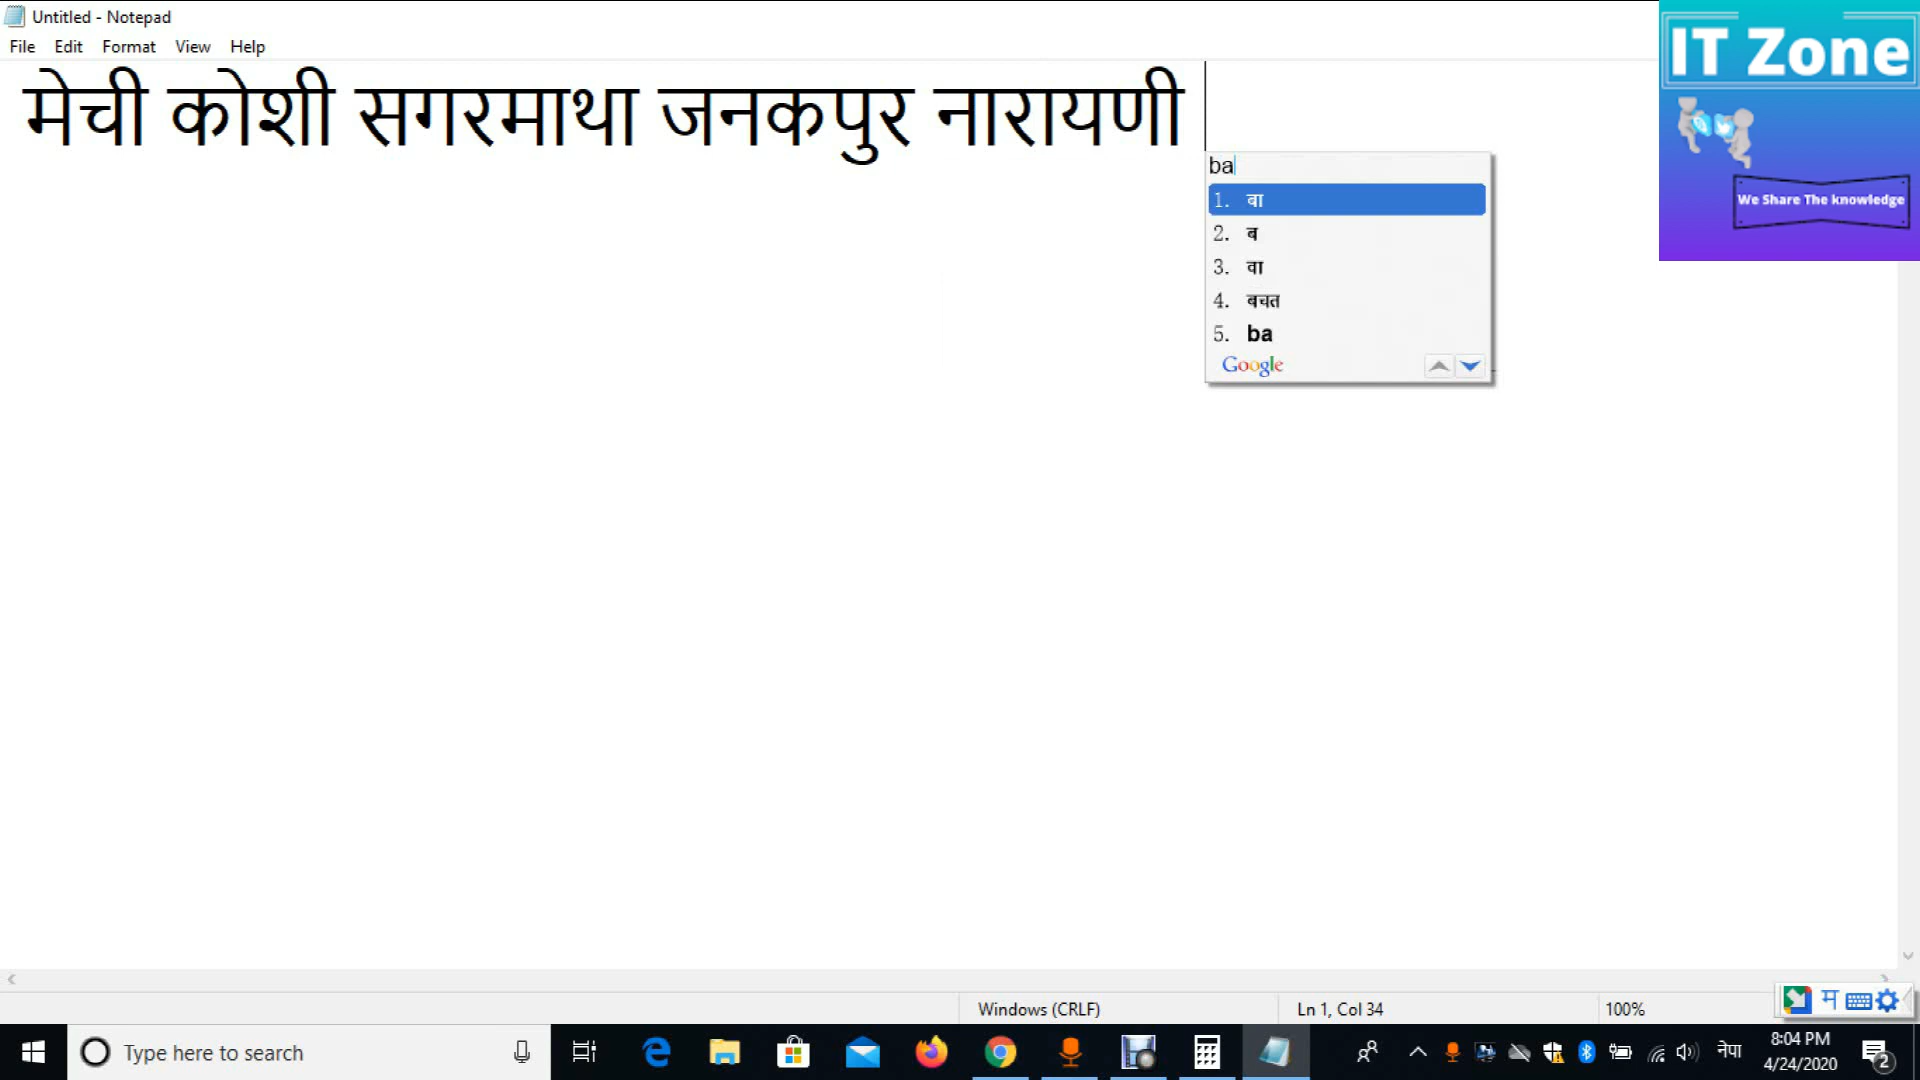 Untitled - Notepad
File Edit Format View Help
मेची कोशी सगरमाथा जनकपुर नारायणी
ba
1. बा
2. ब
3. वा
4. बचत
5. ba
Google
IT Zone
We Share The knowledge
Windows (CRLF)
Ln 1, Col 34
100%
म
Type here to search
नेपा
8:04 PM
4/24/2020
2